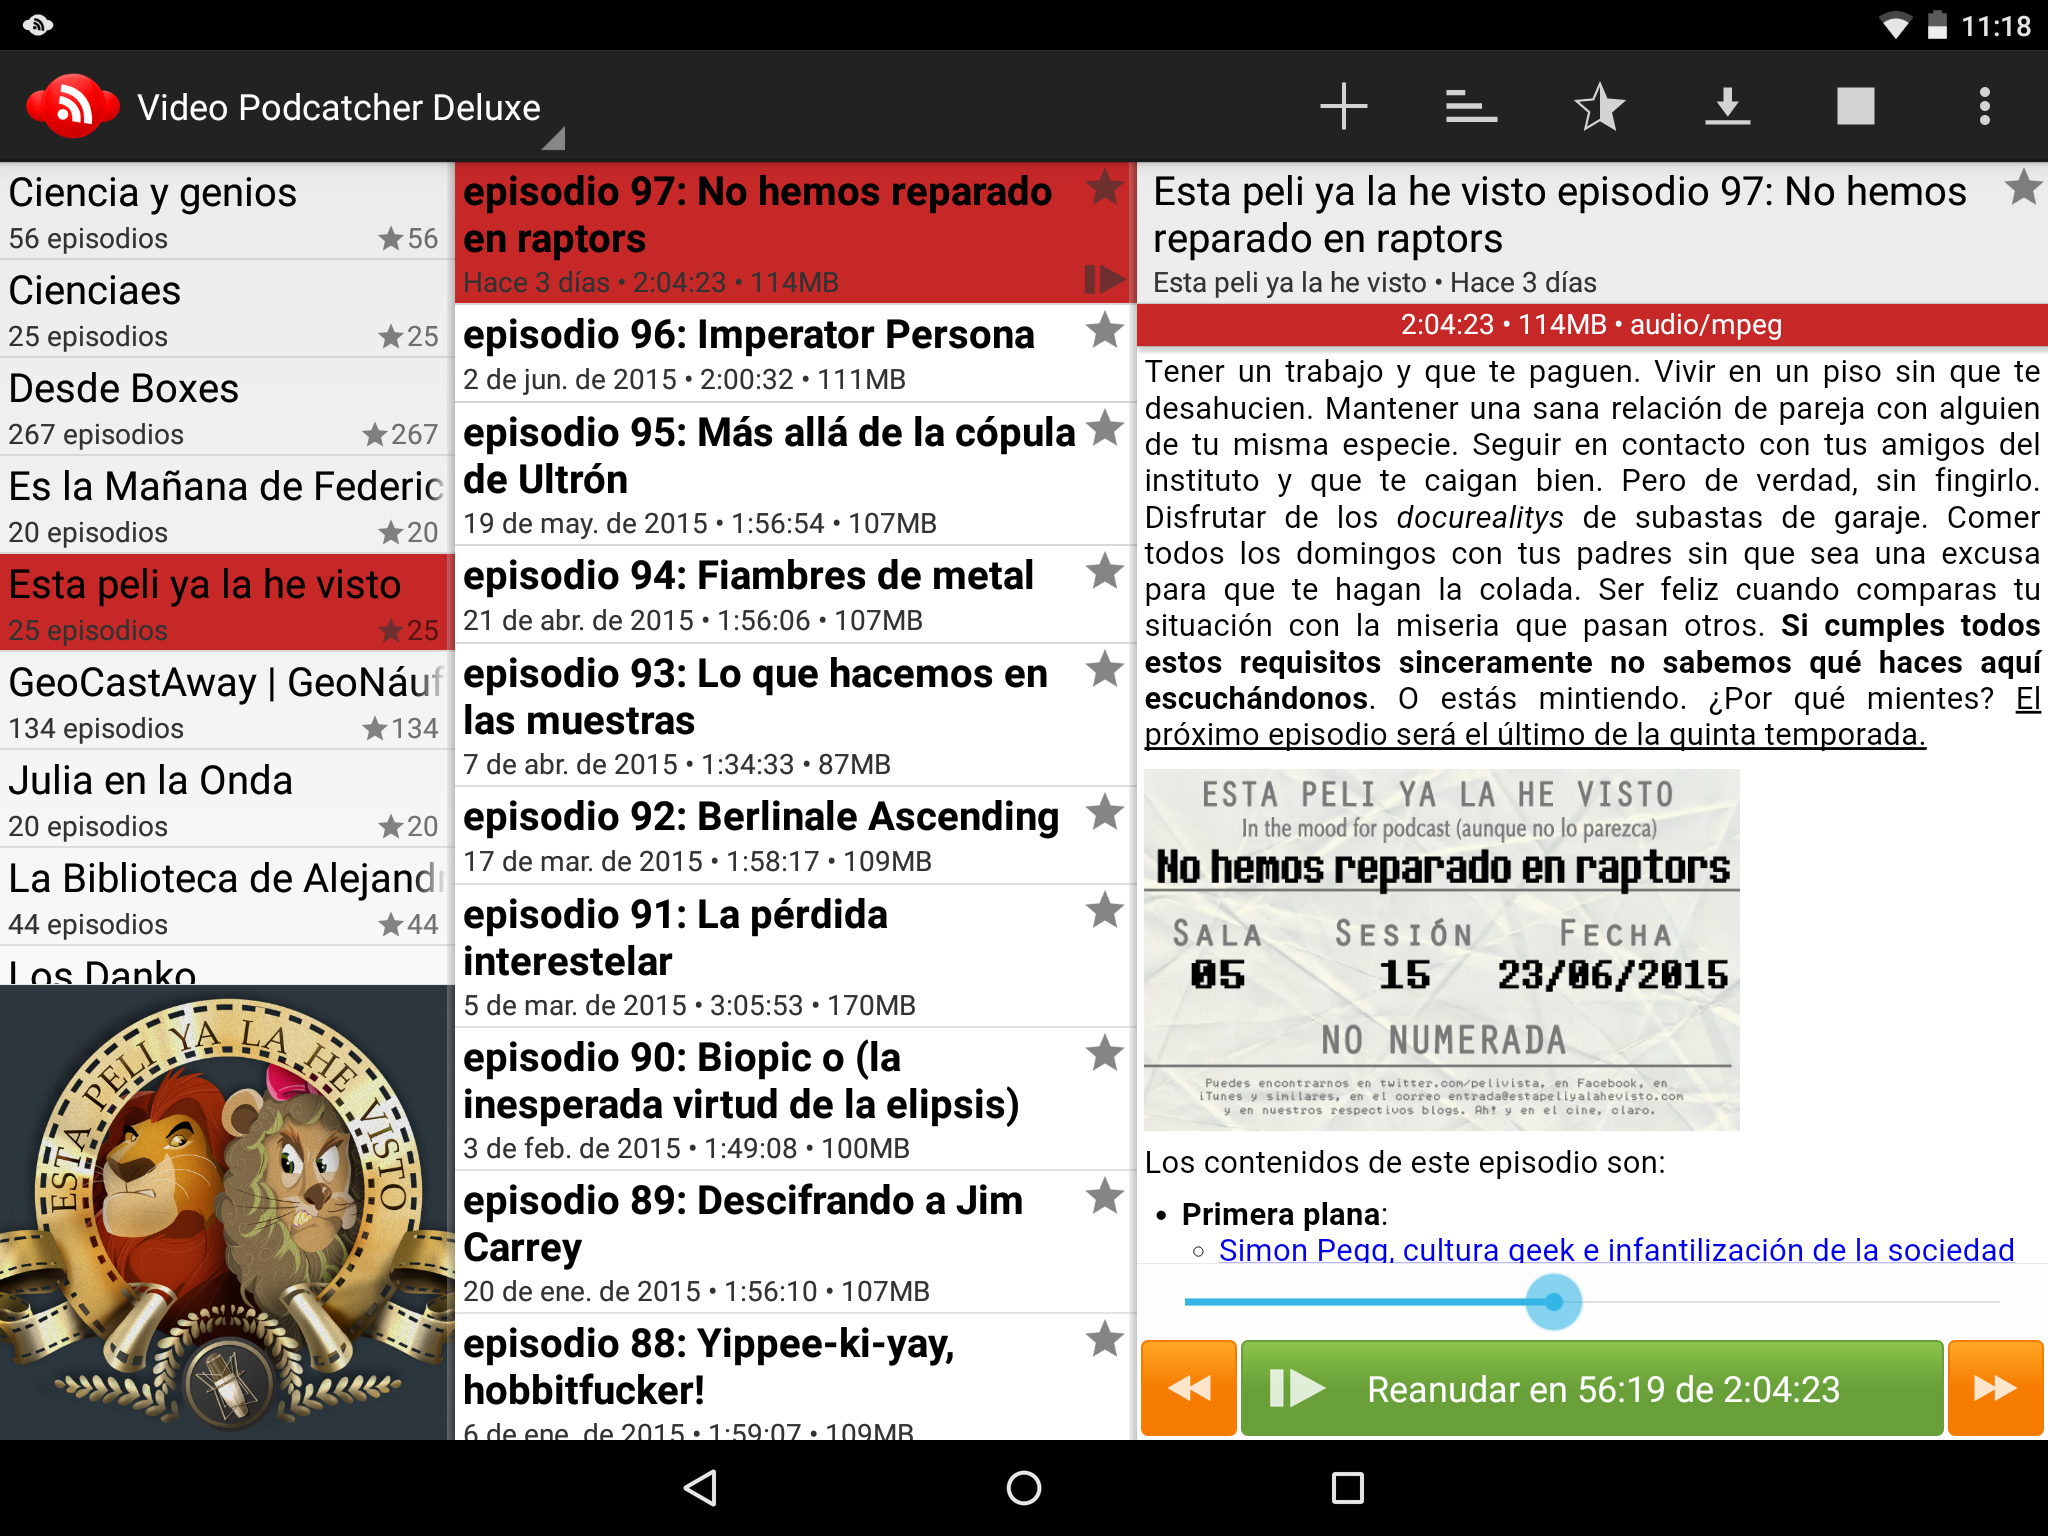 11:18
Video Podcatcher Deluxe
Ciencia y genios
56 episodios
56
Cienciaes
25 episodios
25
Desde Boxes
267 episodios
267
Es la Mañana de Federic
20 episodios
20
Esta peli ya la he visto
25 episodios
25
GeoCastAway | GeoNáuf
134 episodios
134
Julia en la Onda
20 episodios
20
La Biblioteca de Alejandr
44 episodios
44
Los Danko
ESTA PELI YA LA HE VISTO
episodio 97: No hemos reparado
en raptors
Hace 3 días • 2:04:23 • 114MB
episodio 96: Imperator Persona
2 de jun. de 2015 • 2:00:32 • 111MB
episodio 95: Más allá de la cópula
de Ultrón
19 de may. de 2015 • 1:56:54 • 107MB
episodio 94: Fiambres de metal
21 de abr. de 2015 • 1:56:06 • 107MB
episodio 93: Lo que hacemos en
las muestras
7 de abr. de 2015 • 1:34:33 • 87MB
episodio 92: Berlinale Ascending
17 de mar. de 2015 • 1:58:17 • 109MB
episodio 91: La pérdida
interestelar
5 de mar. de 2015 • 3:05:53 • 170MB
episodio 90: Biopic o (la
inesperada virtud de la elipsis)
3 de feb. de 2015 • 1:49:08 • 100MB
episodio 89: Descifrando a Jim
Carrey
20 de ene. de 2015 • 1:56:10 • 107MB
episodio 88: Yippee-ki-yay,
hobbitfucker!
6 de ene. de 2015 • 1:59:07 • 109MB
Esta peli ya la he visto episodio 97: No hemos
reparado en raptors
Esta peli ya la he visto • Hace 3 días
2:04:23 • 114MB • audio/mpeg
Tener un trabajo y que te paguen. Vivir en un piso sin que te
desahucien. Mantener una sana relación de pareja con alguien
de tu misma especie. Seguir en contacto con tus amigos del
instituto y que te caigan bien. Pero de verdad, sin fingirlo.
Disfrutar de los docurealitys de subastas de garaje. Comer
todos los domingos con tus padres sin que sea una excusa
para que te hagan la colada. Ser feliz cuando comparas tu
situación con la miseria que pasan otros. Si cumples todos
estos requisitos sinceramente no sabemos qué haces aquí
escuchándonos. O estás mintiendo. ¿Por qué mientes? El
próximo episodio será el último de la quinta temporada.
ESTA PELI YA LA HE VISTO
In the mood for podcast (aunque no lo parezca)
No hemos reparado en raptors
SALA SESIÓN FECHA
05 15 23/06/2015
NO NUMERADA
Puedes encontrarnos en twitter.com/pelivista, en Facebook, en
iTunes y similares, en el correo entrada@estapeliyalahevisto.com
y en nuestros respectivos blogs. Ah! y en el cine, claro.
Los contenidos de este episodio son:
• Primera plana:
Simon Pegg, cultura geek e infantilización de la sociedad
Reanudar en 56:19 de 2:04:23